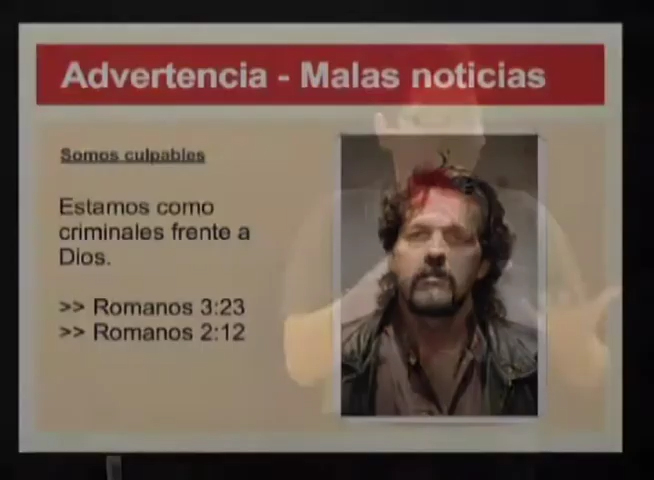 Advertencia - Malas noticias
Somos culpables
Estamos como
criminales frente a
Dios.
>> Romanos 3:23
>> Romanos 2:12